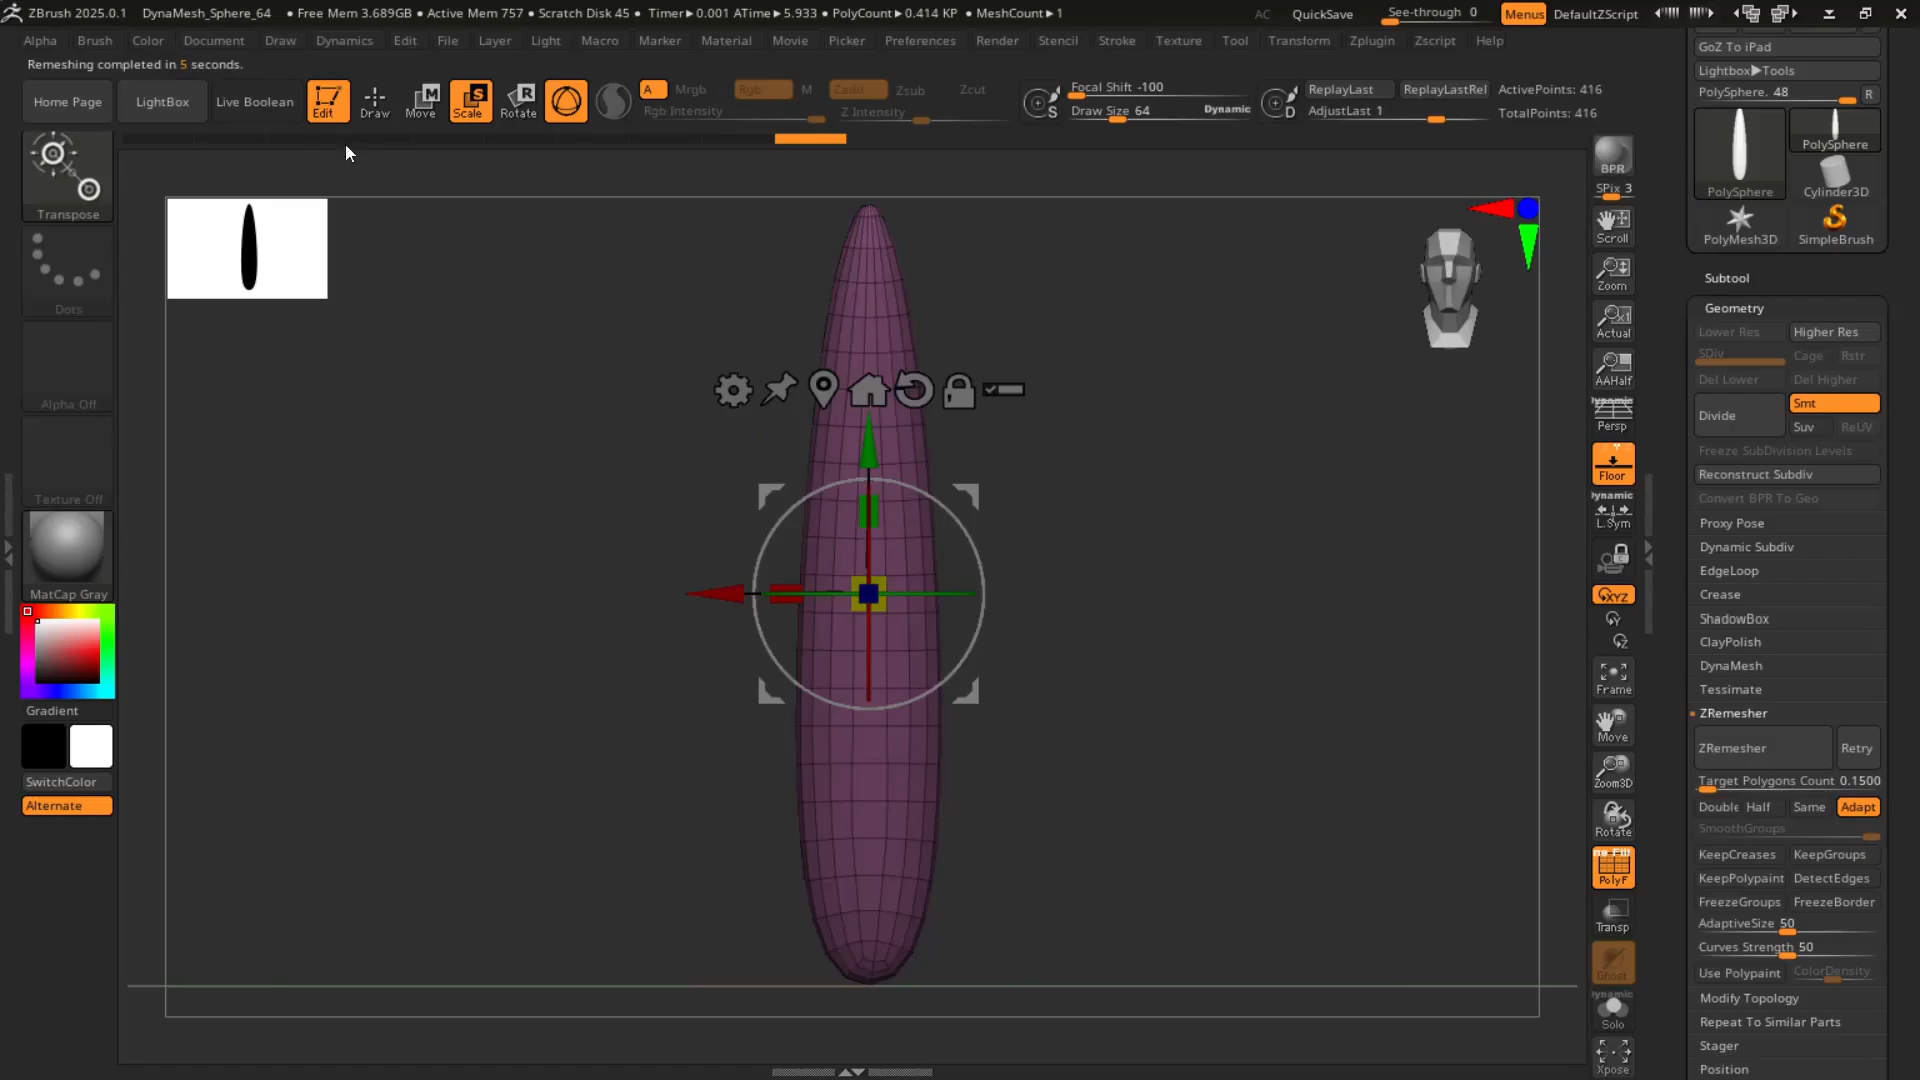 ZBrush 2025.0.1 DynaMesh_Sphere_64 • Free Mem 3.689GB • Active Mem 757 • Scratch Disk 45 • Timer▶0.001 ATime▶5.933 • PolyCount▶0.414 KP • MeshCount▶1 AC QuickSave See-through 0 Menus DefaultZScript
Alpha Brush Color Document Draw Dynamics Edit File Layer Light Macro Marker Material Movie Picker Preferences Render Stencil Stroke Texture Tool Transform Zplugin Zscript Help
Remeshing completed in 5 seconds.
Home Page LightBox Live Boolean Edit Draw Move Scale Rotate
M S R
A Mrgb Rgb M Zadd Zsub Zcut
Rgb Intensity Z Intensity
S Focal Shift -100
Draw Size 64 Dynamic
D ReplayLast ReplayLastRel ActivePoints: 416
AdjustLast 1 TotalPoints: 416
Transpose
Dots
Alpha Off
Texture Off
MatCap Gray
Gradient
SwitchColor
Alternate
BPR
SPix 3
Scroll
Zoom
Actual
AAHalf
Dynamic
Persp
Floor
Dynamic
L.Sym
XYZ
Frame
Move
Zoom3D
Rotate
PolyF
Transp
Ghost
Dynamic
Solo
Xpose
GoZ To iPad
Lightbox▶Tools
PolySphere. 48 R
PolySphere
PolySphere Cylinder3D
PolyMesh3D SimpleBrush
Subtool
Geometry
Lower Res Higher Res
SDiv Cage Rstr
Del Lower Del Higher
Divide Smt
Suv ReUV
Freeze SubDivision Levels
Reconstruct Subdiv
Convert BPR To Geo
Proxy Pose
Dynamic Subdiv
EdgeLoop
Crease
ShadowBox
ClayPolish
DynaMesh
Tessimate
ZRemesher
ZRemesher Retry
Target Polygons Count 0.1500
Double Half Same Adapt
SmoothGroups
KeepCreases KeepGroups
KeepPolypaint DetectEdges
FreezeGroups FreezeBorder
AdaptiveSize 50
Curves Strength 50
Use Polypaint ColorDensity
Modify Topology
Repeat To Similar Parts
Stager
Position